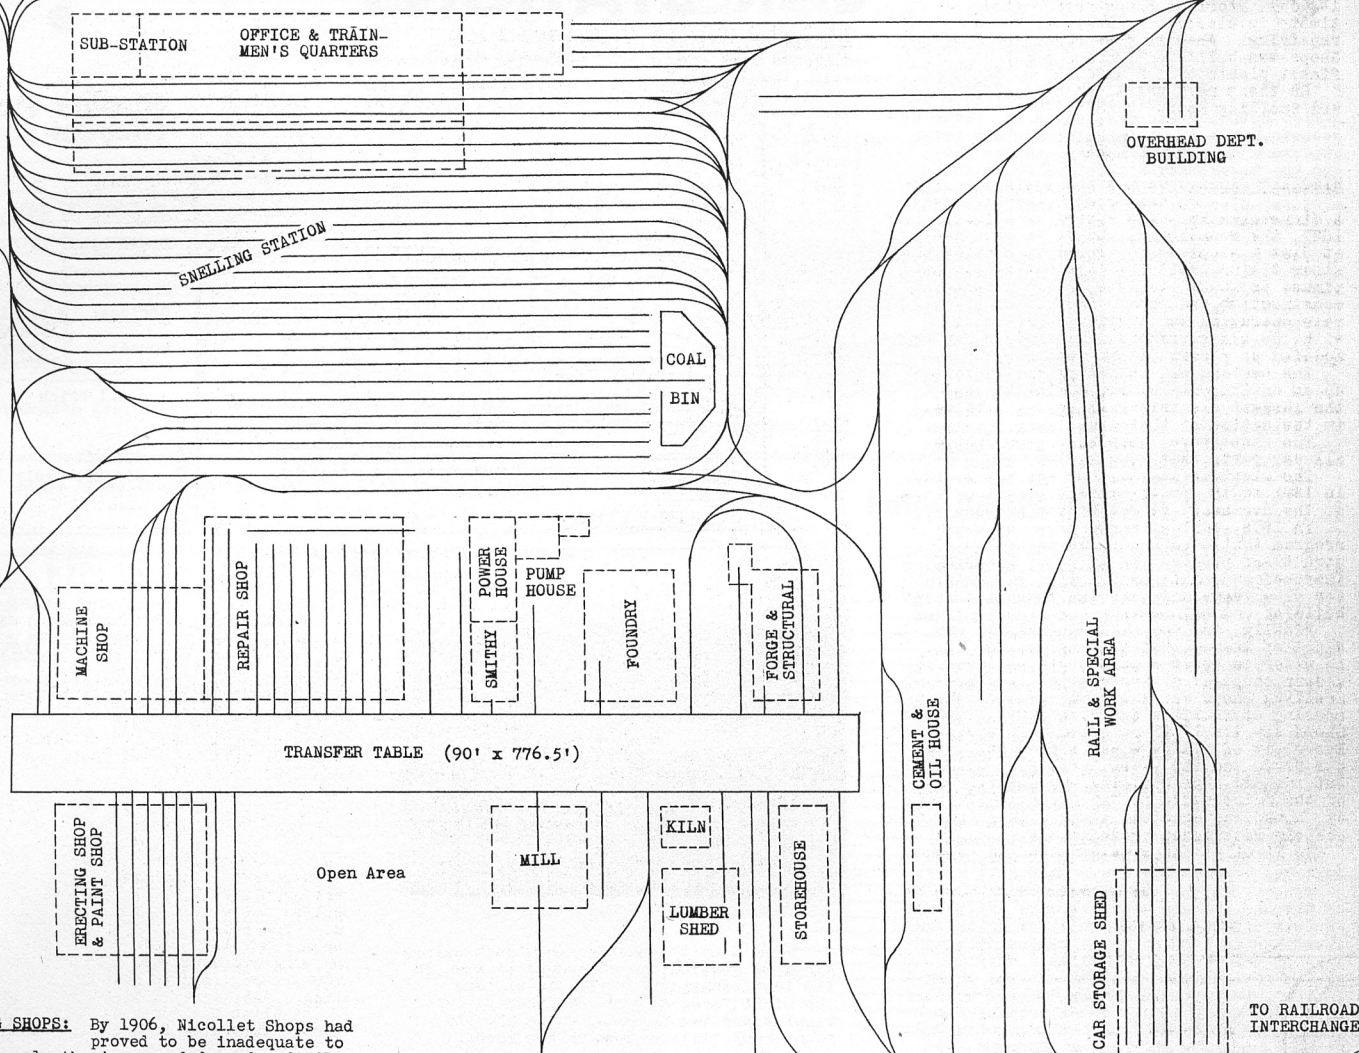 SUB-STATION
OFFICE & TRAIN-
MEN'S QUARTERS
OVERHEAD DEPT.
BUILDING
SNELLING STATION
COAL
BIN
MACHINE
SHOP
REPAIR SHOP
POWER
HOUSE
PUMP
HOUSE
SMITHY
FOUNDRY
FORGE &
STRUCTURAL
RAIL & SPECIAL
WORK AREA
CEMENT &
OIL HOUSE
TRANSFER TABLE (90' x 776.5')
ERECTING SHOP
& PAINT SHOP
Open Area
MILL
KILN
LUMBER
SHED
STOREHOUSE
CAR STORAGE SHED
TO RAILROAD
INTERCHANGE
SHOPS: By 1906, Nicollet Shops had
proved to be inadequate to